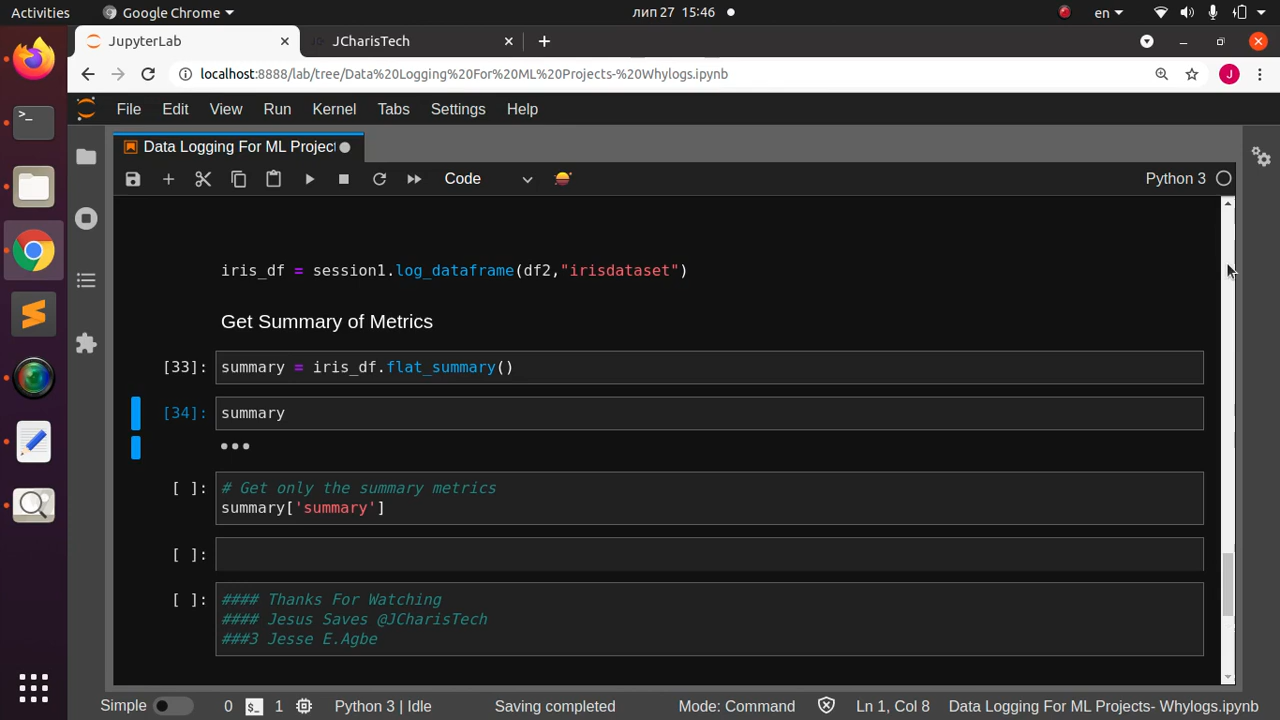 Activities
Google Chrome
лип 27 15:46
en
JupyterLab
JCharisTech
localhost:8888/lab/tree/Data%20Logging%20For%20ML%20Projects-%20Whylogs.ipynb
J
File Edit View Run Kernel Tabs Settings Help
Data Logging For ML Project
Code
Python 3
iris_df = session1.log_dataframe(df2,"irisdataset")
Get Summary of Metrics
[33]: summary = iris_df.flat_summary()
[34]: summary
[ ]: # Get only the summary metrics
summary['summary']
[ ]:
[ ]: #### Thanks For Watching
#### Jesus Saves @JCharisTech
###3 Jesse E.Agbe
Simple 0 $_ 1 Python 3 | Idle Saving completed Mode: Command Ln 1, Col 8 Data Logging For ML Projects- Whylogs.ipynb